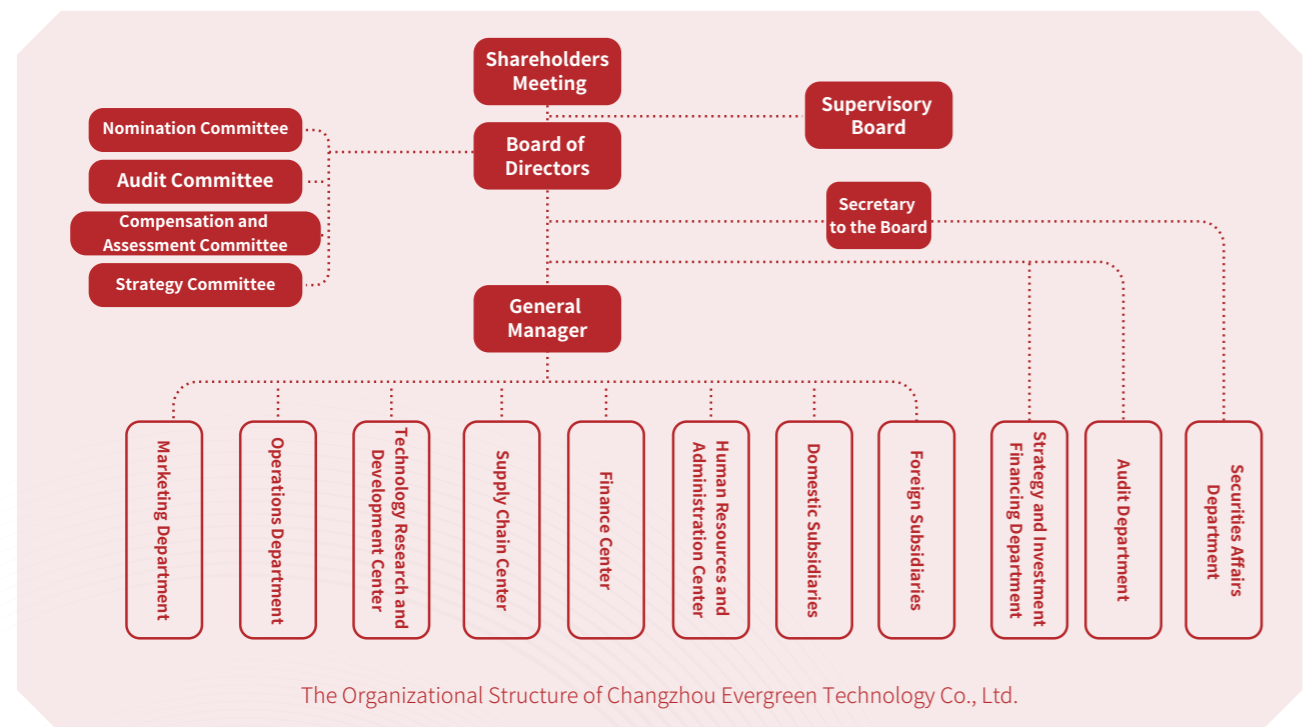 Shareholders
Meeting
Supervisory
Board
Nomination Committee
Board of
Directors
Audit Committee
Compensation and
Assessment Committee
Secretary
to the Board
Strategy Committee
General
Manager
Marketing Department
Operations Department
Technology Research and
Development Center
Supply Chain Center
Finance Center
Human Resources and
Administration Center
Domestic Subsidiaries
Foreign Subsidiaries
Strategy and Investment
Financing Department
Audit Department
Securities Affairs
Department
The Organizational Structure of Changzhou Evergreen Technology Co., Ltd.